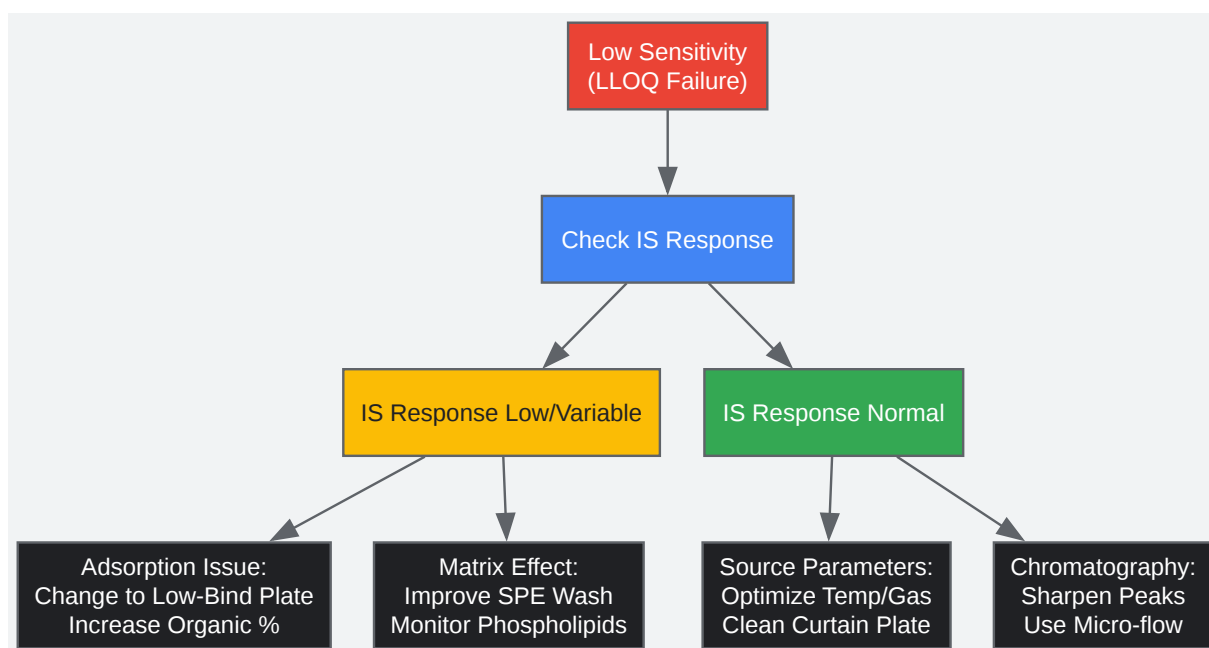 Low Sensitivity
(LLOQ Failure)
Check IS Response
IS Response Low/Variable
IS Response Normal
Adsorption Issue:
Change to Low-Bind Plate
Increase Organic %
Matrix Effect:
Improve SPE Wash
Monitor Phospholipids
Source Parameters:
Optimize Temp/Gas
Clean Curtain Plate
Chromatography:
Sharpen Peaks
Use Micro-flow